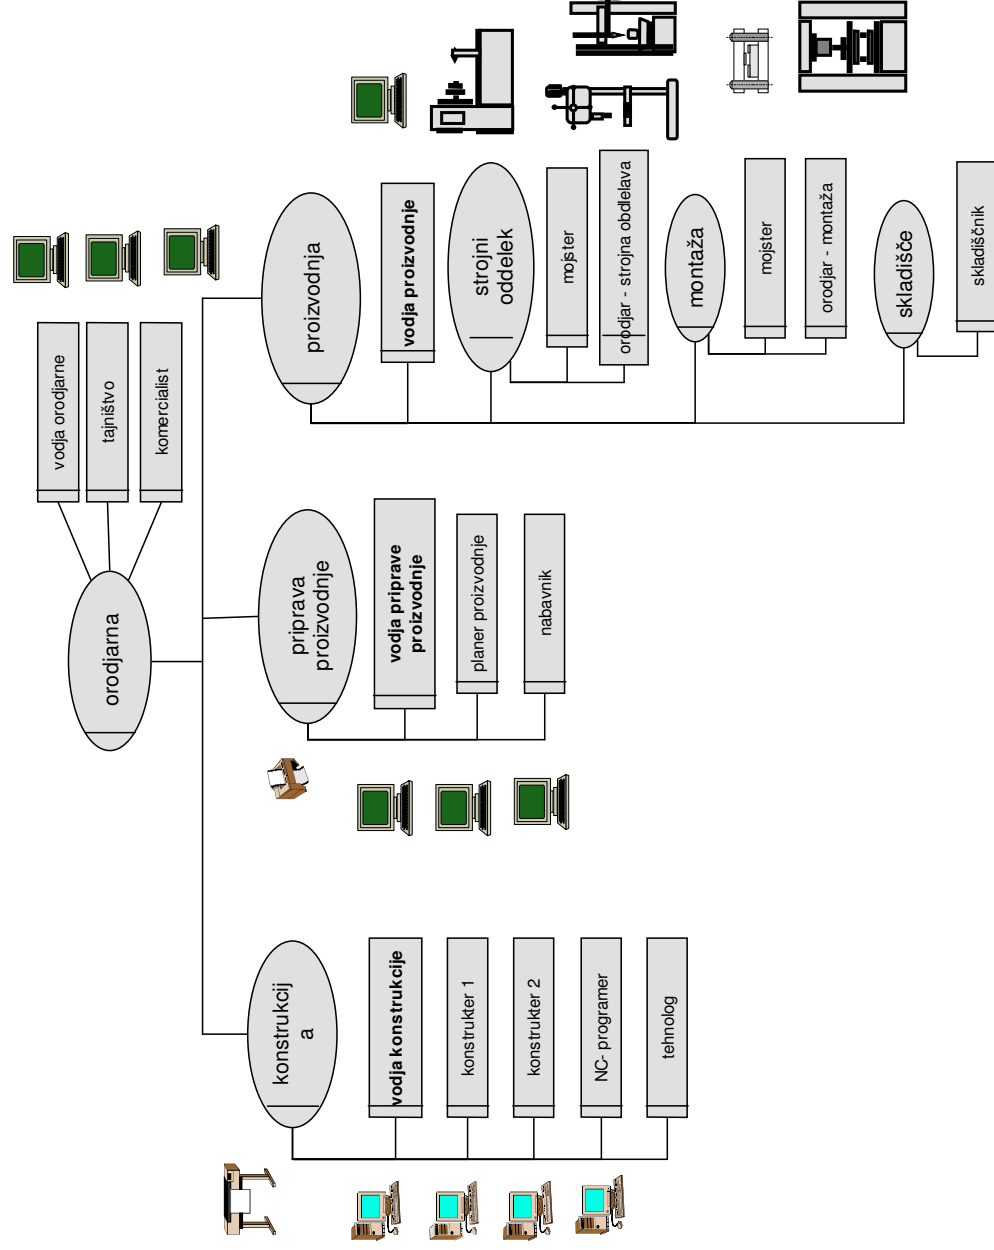 orodjarna
vodja orodjarne
tajništvo
komercialist
konstrukcij
a
vodja konstrukcije
konstrukter 1
konstrukter 2
NC- programer
tehnolog
priprava
proizvodnje
vodja priprave
proizvodnje
planer proizvodnje
nabavnik
proizvodnja
vodja proizvodnje
strojni
oddelek
mojster
orodjar - strojna obdelava
montaža
mojster
orodjar - montaža
skladišče
skladiščnik